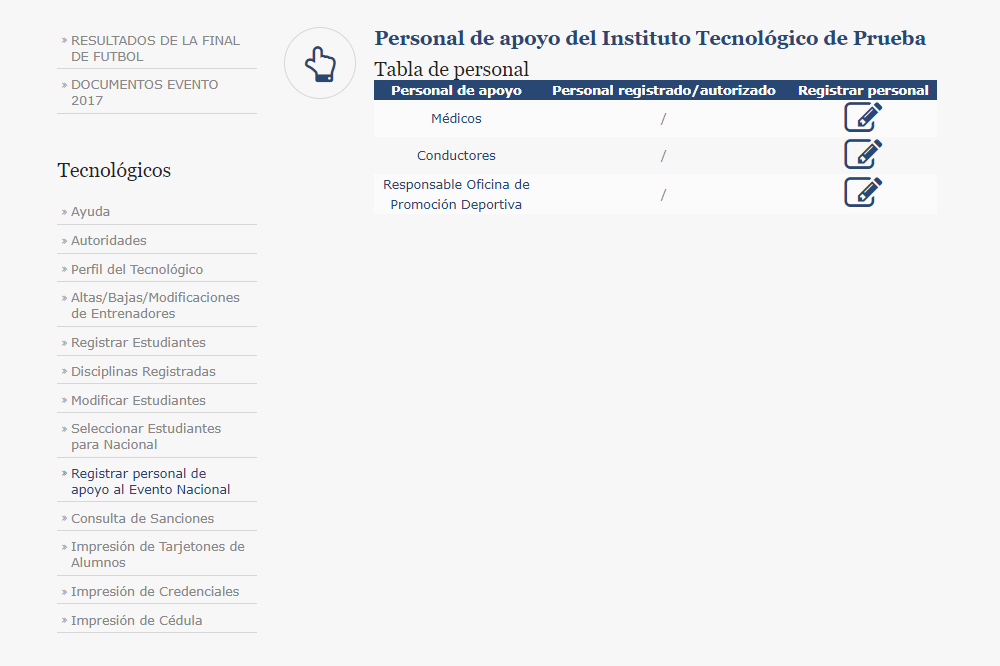 RESULTADOS DE LA FINAL
DE FUTBOL
DOCUMENTOS EVENTO
2017
Tecnológicos
Ayuda
Autoridades
Perfil del Tecnológico
Altas/Bajas/Modificaciones
de Entrenadores
Registrar Estudiantes
Disciplinas Registradas
Modificar Estudiantes
Seleccionar Estudiantes
para Nacional
Registrar personal de
apoyo al Evento Nacional
Consulta de Sanciones
Impresión de Tarjetones de
Alumnos
Impresión de Credenciales
Impresión de Cédula
Personal de apoyo del Instituto Tecnológico de Prueba
Tabla de personal
Personal de apoyo Personal registrado/autorizado Registrar personal
Médicos /
Conductores /
Responsable Oficina de
Promoción Deportiva /